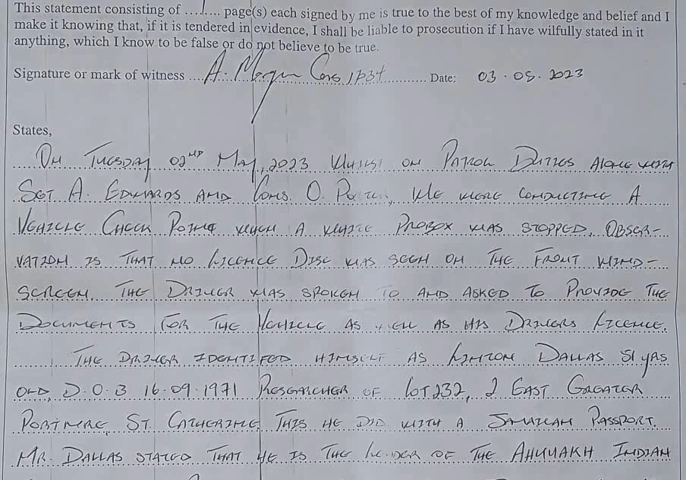 This statement consisting of ....1.... page(s) each signed by me is true to the best of my knowledge and belief and I
make it knowing that, if it is tendered in evidence, I shall be liable to prosecution if I have wilfully stated in it
anything, which I know to be false or do not believe to be true.
Signature or mark of witness ....A. Morgan Cons ........ Date: 03.05.2023
States,
On Tuesday 02nd May, 2023 Whilst on Patrol Duties along with
Sgt A. Edwards and Cons. O. We were conducting a
Vehicle Check Point when a white Probox was stopped. Obser-
vation is that no Licence Disc was seen on the Front Wind-
screen. The Driver was spoken to and asked to Provide the
Documents for the Vehicle as well as his Drivers Licence.
The Driver identifed himself as Dallas 51 yrs
old, D.O.B 16.09.1971 Researcher of Lot 232, 2 East Greater
Portmore, St. Catherine This he did with a Passport.
Mr. Dallas stated that he is the leader of the Indian